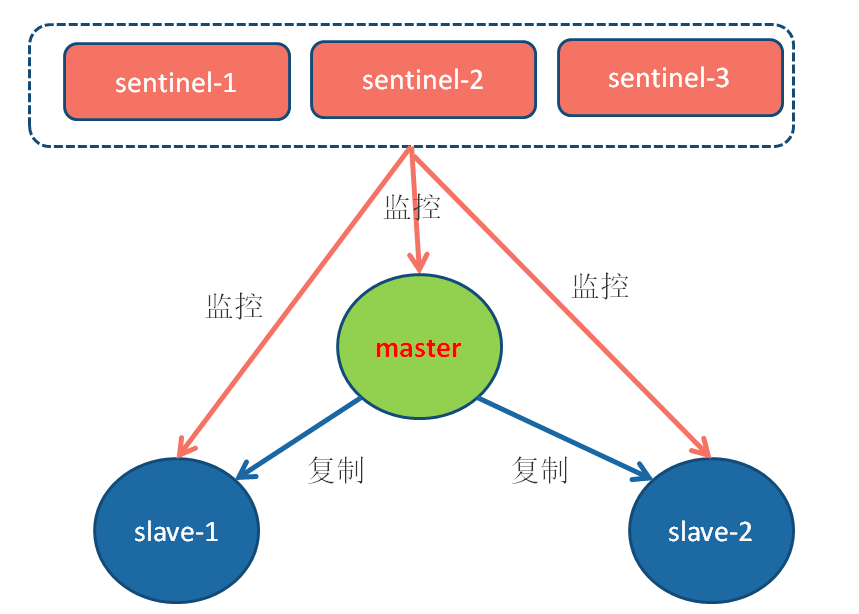 sentinel-1
sentinel-2
sentinel-3
监控
监控
监控
master
复制
复制
slave-1
slave-2